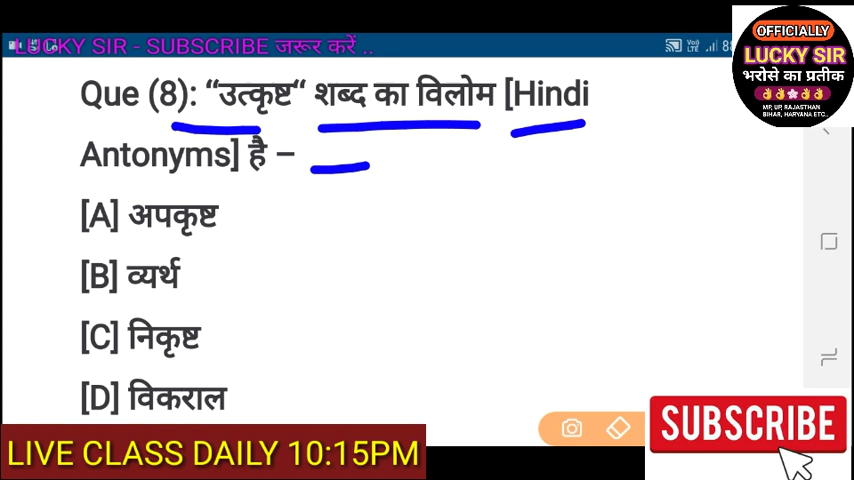 LUCKY SIR - SUBSCRIBE जरूर करें ..
OFFICIALLY
LUCKY SIR
भरोसे का प्रतीक
MP, UP, RAJASTHAN
BIHAR, HARYANA ETC..
Que (8): “उत्कृष्ट“ शब्द का विलोम [Hindi
Antonyms] है –
[A] अपकृष्ट
[B] व्यर्थ
[C] निकृष्ट
[D] विकराल
LIVE CLASS DAILY 10:15PM
SUBSCRIBE